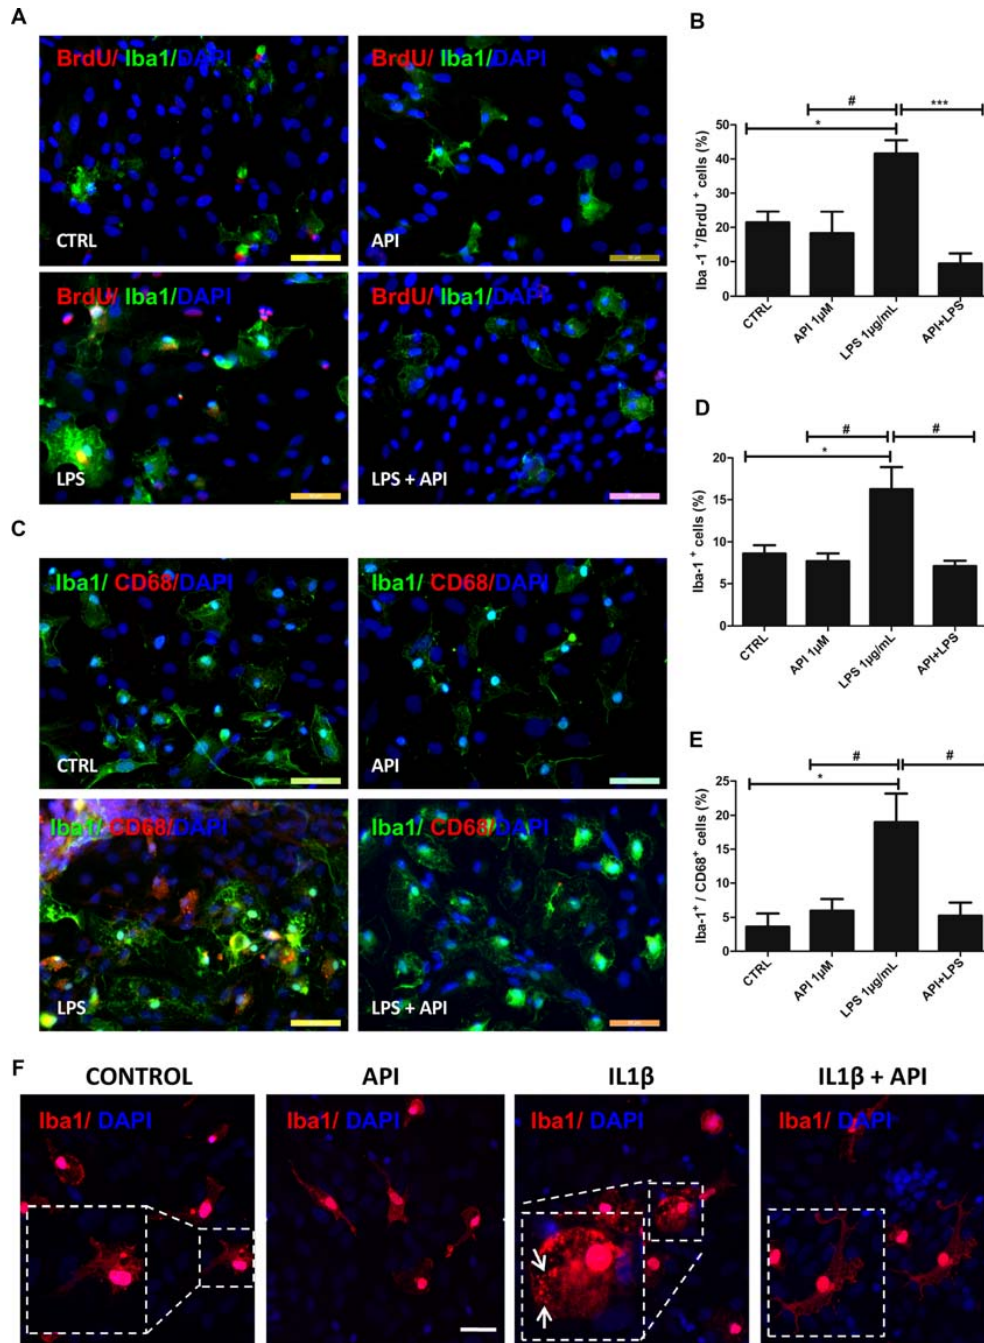 A
BrdU/ Iba1/DAPI
CTRL
BrdU/ Iba1/DAPI
API
BrdU/ Iba1/DAPI
LPS
BrdU/ Iba1/DAPI
LPS + API
B
#
***
*
Iba -1 +/BrdU + cells (%)
50
40
30
20
10
0
CTRL
API 1µM
LPS 1µg/mL
API+LPS
C
Iba1/ CD68/DAPI
CTRL
Iba1/ CD68/DAPI
API
Iba1/ CD68/DAPI
LPS
Iba1/ CD68/DAPI
LPS + API
D
#
#
*
Iba-1 + cells (%)
20
15
10
5
0
CTRL
API 1µM
LPS 1µg/mL
API+LPS
E
#
#
*
Iba-1+ / CD68+ cells (%)
25
20
15
10
5
0
CTRL
API 1µM
LPS 1µg/mL
API+LPS
F
CONTROL
API
IL1β
IL1β + API
Iba1/ DAPI
Iba1/ DAPI
Iba1/ DAPI
Iba1/ DAPI